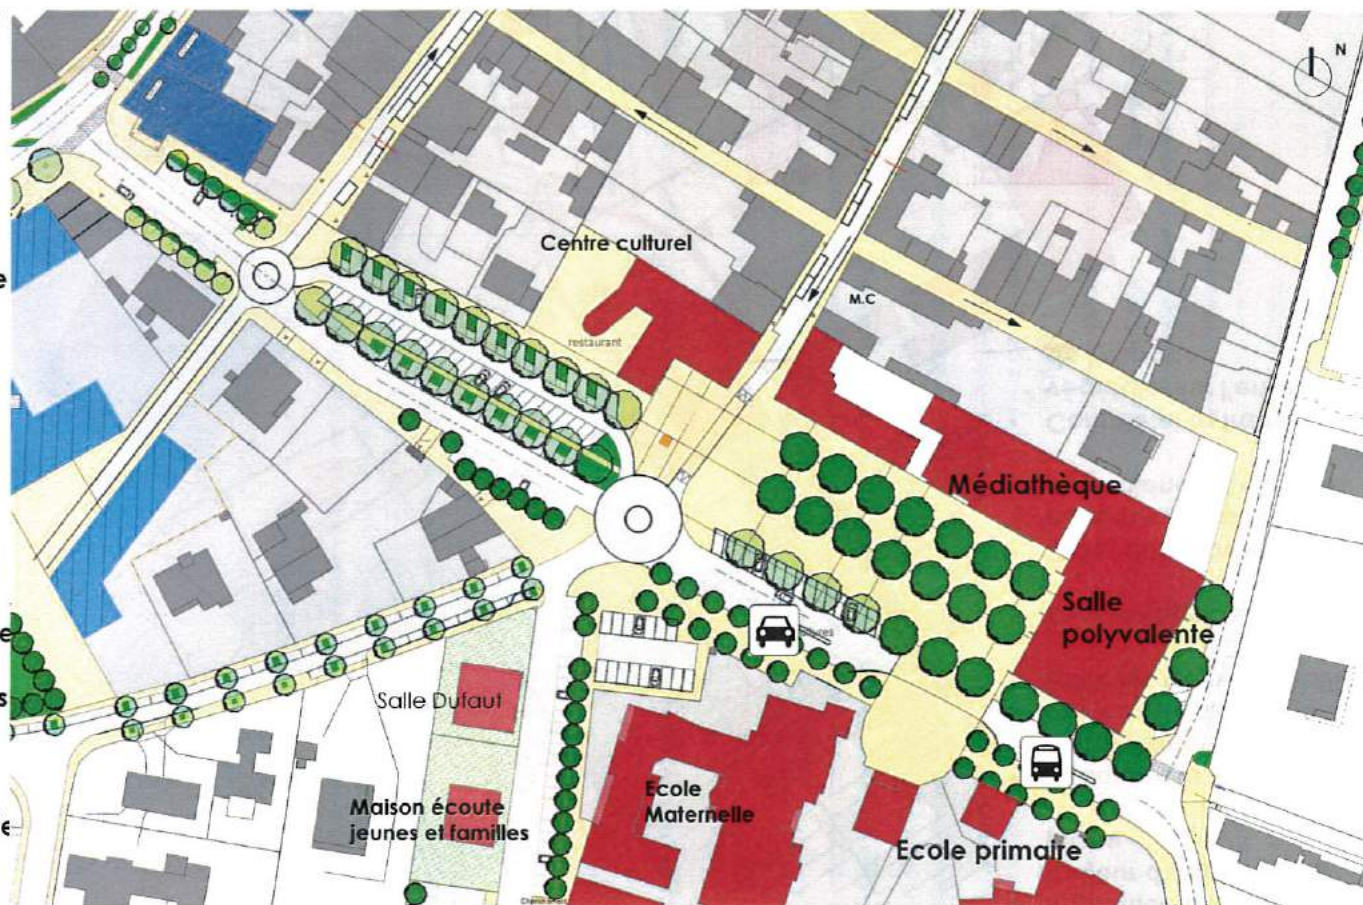 N
Centre culturel
M.C
restaurant
Médiathèque
Salle
polyvalente
Salle Dufaut
Maison écoute
jeunes et familles
Ecole
Maternelle
Ecole primaire